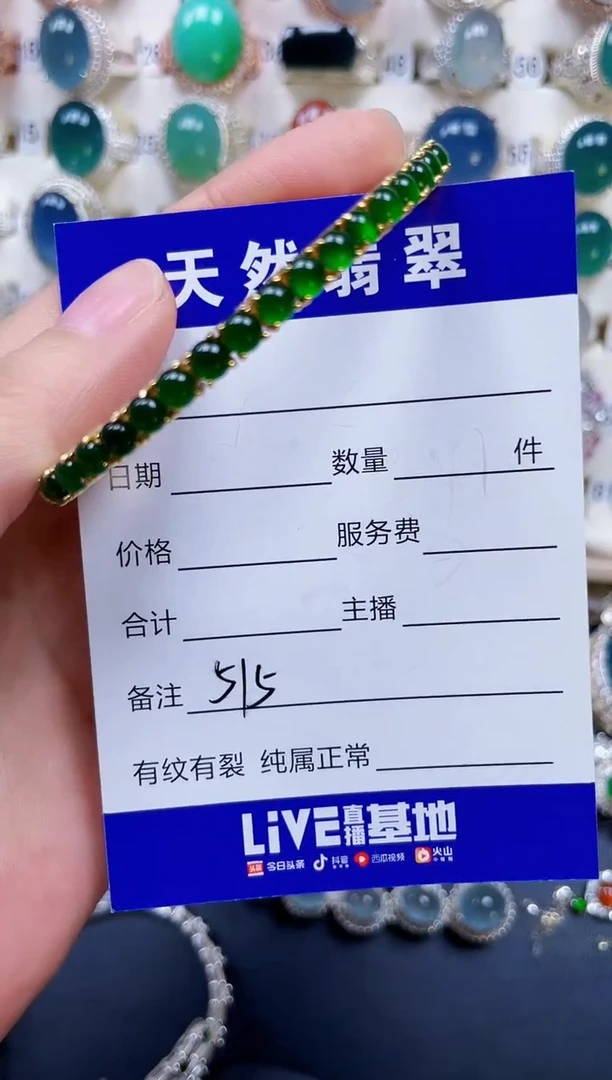 天然翡翠
日期 数量 件
价格 服务费
合计 主播
备注 515
有纹有裂 纯属正常
LiVE直播基地
头条 今日头条 抖音 西瓜视频 火山